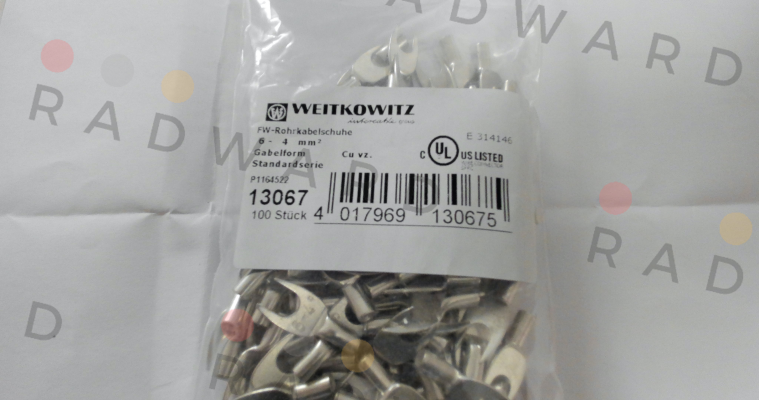 RADWARD
RADWARD
WEITKOWITZ
FW-Rohrkabelschuhe
6 - 4 mm²
E 314146
Gabelform Cu vz.
C UL US LISTED
Standardserie
P1164522
13067
100 Stück
4 017969 130675
RAD
D